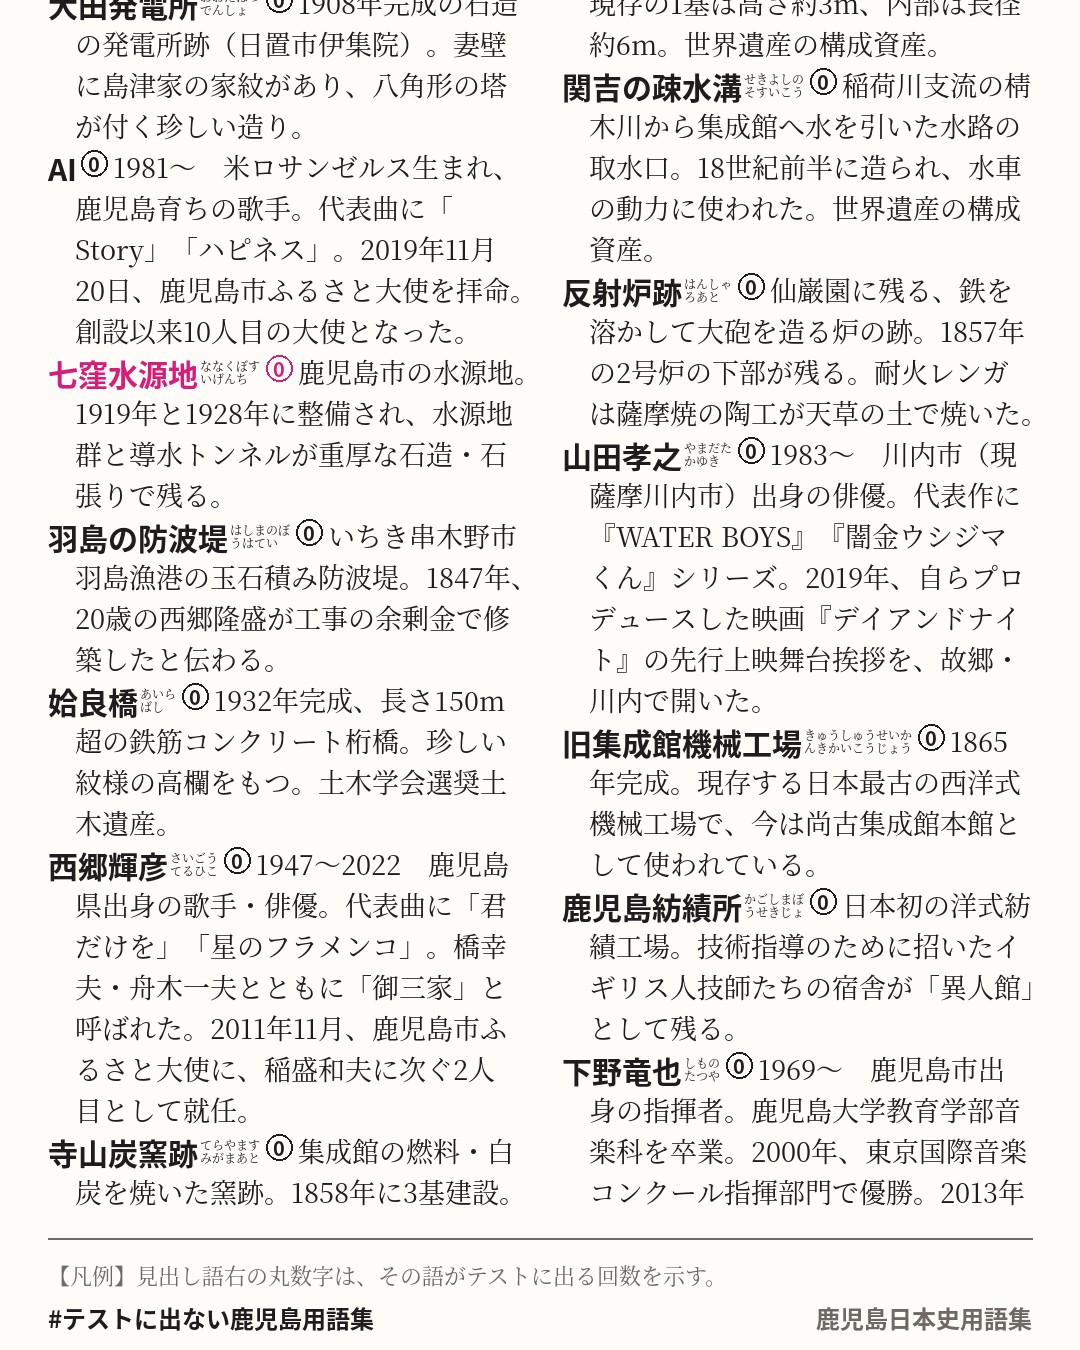 大田発電所 でんしょ ⓪ 1908年完成の石造
の発電所跡（日置市伊集院）。妻壁
に島津家の家紋があり、八角形の塔
が付く珍しい造り。
AI ⓪ 1981〜　米ロサンゼルス生まれ、
鹿児島育ちの歌手。代表曲に「
Story」「ハピネス」。2019年11月
20日、鹿児島市ふるさと大使を拝命。
創設以来10人目の大使となった。
七窪水源地 ななくぼすいげんち ⓪ 鹿児島市の水源地。
1919年と1928年に整備され、水源地
群と導水トンネルが重厚な石造・石
張りで残る。
羽島の防波堤 はしまのぼうはてい ⓪ いちき串木野市
羽島漁港の玉石積み防波堤。1847年、
20歳の西郷隆盛が工事の余剰金で修
築したと伝わる。
姶良橋 あいらばし ⓪ 1932年完成、長さ150m
超の鉄筋コンクリート桁橋。珍しい
紋様の高欄をもつ。土木学会選奨土
木遺産。
西郷輝彦 さいごうてるひこ ⓪ 1947〜2022　鹿児島
県出身の歌手・俳優。代表曲に「君
だけを」「星のフラメンコ」。橋幸
夫・舟木一夫とともに「御三家」と
呼ばれた。2011年11月、鹿児島市ふ
るさと大使に、稲盛和夫に次ぐ2人
目として就任。
寺山炭窯跡 てらやますみがまあと ⓪ 集成館の燃料・白
炭を焼いた窯跡。1858年に3基建設。
現存の1基は高さ約3m、内部は長径
約6m。世界遺産の構成資産。
関吉の疎水溝 せきよしのそすいこう ⓪ 稲荷川支流の棈
木川から集成館へ水を引いた水路の
取水口。18世紀前半に造られ、水車
の動力に使われた。世界遺産の構成
資産。
反射炉跡 はんしゃろあと ⓪ 仙巌園に残る、鉄を
溶かして大砲を造る炉の跡。1857年
の2号炉の下部が残る。耐火レンガ
は薩摩焼の陶工が天草の土で焼いた。
山田孝之 やまだたかゆき ⓪ 1983〜　川内市（現
薩摩川内市）出身の俳優。代表作に
『WATER BOYS』『闇金ウシジマ
くん』シリーズ。2019年、自らプロ
デュースした映画『デイアンドナイ
ト』の先行上映舞台挨拶を、故郷・
川内で開いた。
旧集成館機械工場 きゅうしゅうせいかんきかいこうじょう ⓪ 1865
年完成。現存する日本最古の西洋式
機械工場で、今は尚古集成館本館と
して使われている。
鹿児島紡績所 かごしまぼうせきじょ ⓪ 日本初の洋式紡
績工場。技術指導のために招いたイ
ギリス人技師たちの宿舎が「異人館」
として残る。
下野竜也 しものたつや ⓪ 1969〜　鹿児島市出
身の指揮者。鹿児島大学教育学部音
楽科を卒業。2000年、東京国際音楽
コンクール指揮部門で優勝。2013年
【凡例】見出し語右の丸数字は、その語がテストに出る回数を示す。
#テストに出ない鹿児島用語集
鹿児島日本史用語集